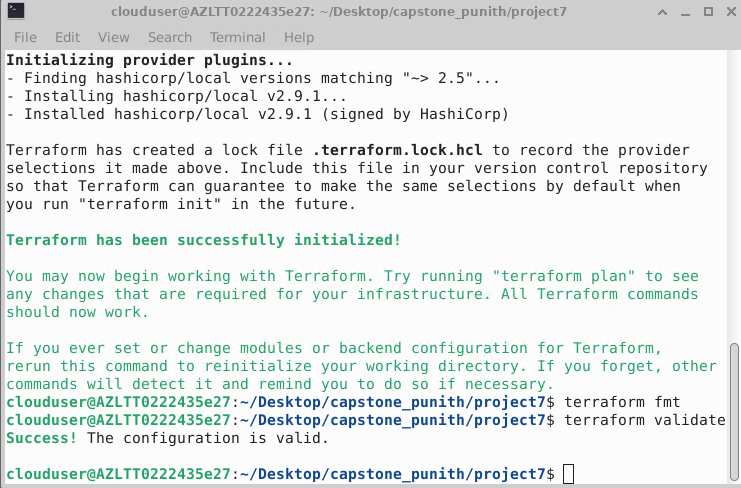 clouduser@AZLTT0222435e27: ~/Desktop/capstone_punith/project7
File Edit View Search Terminal Help
Initializing provider plugins...
- Finding hashicorp/local versions matching "~> 2.5"...
- Installing hashicorp/local v2.9.1...
- Installed hashicorp/local v2.9.1 (signed by HashiCorp)
Terraform has created a lock file .terraform.lock.hcl to record the provider
selections it made above. Include this file in your version control repository
so that Terraform can guarantee to make the same selections by default when
you run "terraform init" in the future.
Terraform has been successfully initialized!
You may now begin working with Terraform. Try running "terraform plan" to see
any changes that are required for your infrastructure. All Terraform commands
should now work.
If you ever set or change modules or backend configuration for Terraform,
rerun this command to reinitialize your working directory. If you forget, other
commands will detect it and remind you to do so if necessary.
clouduser@AZLTT0222435e27:~/Desktop/capstone_punith/project7$ terraform fmt
clouduser@AZLTT0222435e27:~/Desktop/capstone_punith/project7$ terraform validate
Success! The configuration is valid.
clouduser@AZLTT0222435e27:~/Desktop/capstone_punith/project7$